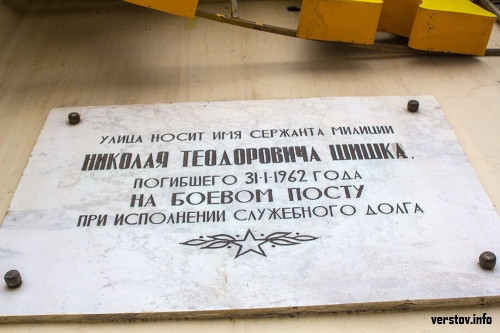 УЛИЦА НОСИТ ИМЯ СЕРЖАНТА МИЛИЦИИ
НИКОЛАЯ ТЕОДОРОВИЧА ШИШКА,
ПОГИБШЕГО 31·I·1962 ГОДА
НА БОЕВОМ ПОСТУ
ПРИ ИСПОЛНЕНИИ СЛУЖЕБНОГО ДОЛГА
verstov.info